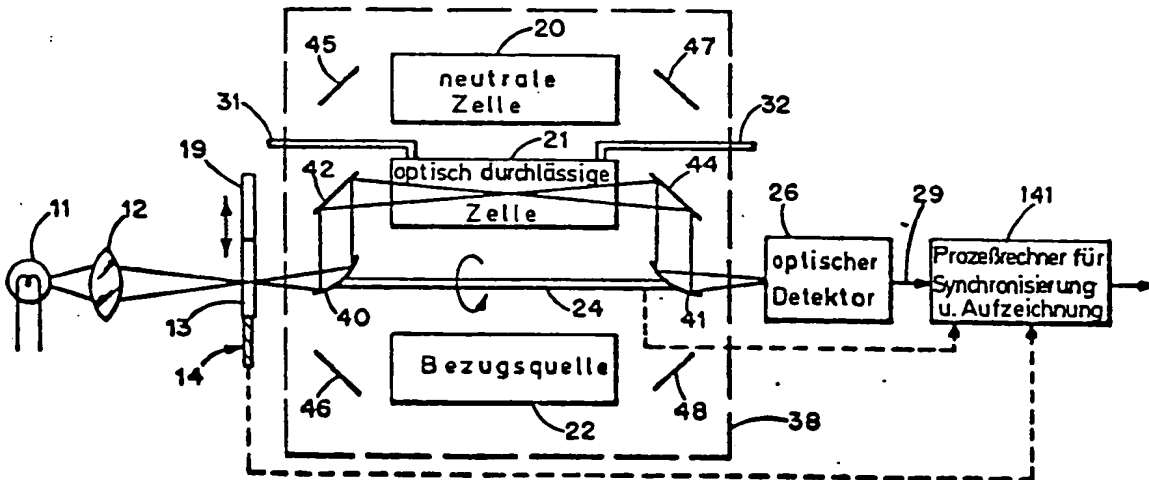 20
45
47
neutrale
Zelle
31
32
21
19
42
optisch durchlässige
44
Zelle
11
12
26
29
141
optischer
Detektor
Prozeßrechner für
Synchronisierung
u. Aufzeichnung
13
40
24
41
14
Bezugsquelle
46
48
22
38